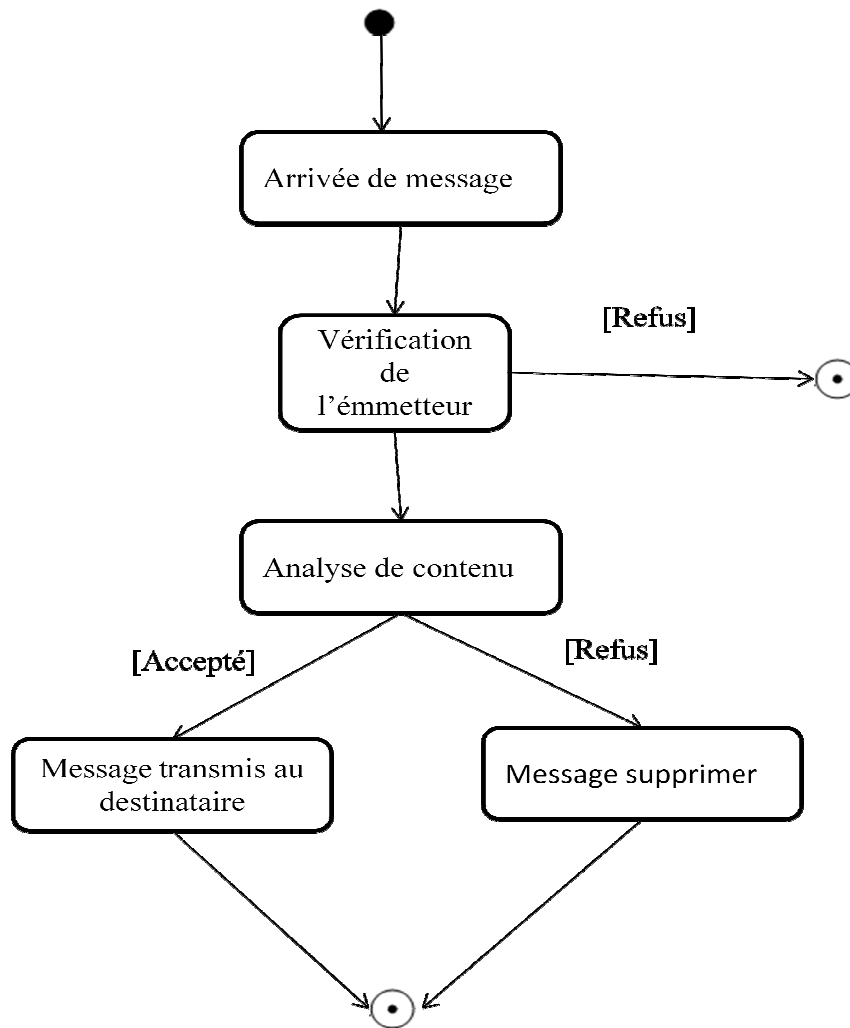 Arrivée de message
[Refus]
Vérification
de
l’émmetteur
Analyse de contenu
[Accepté]
[Refus]
Message transmis au
destinataire
Message supprimer